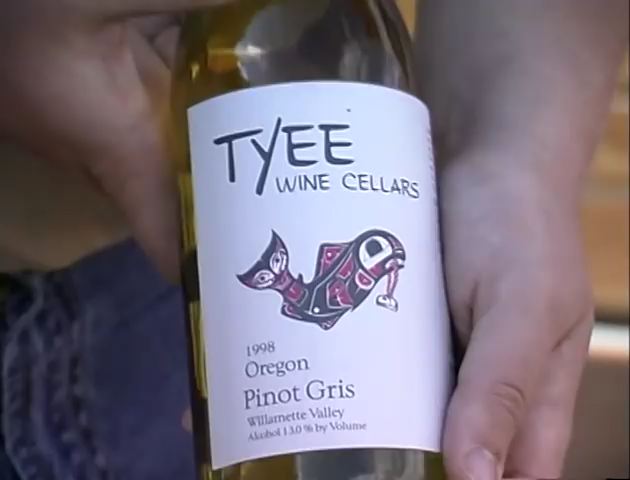 TYEE
WINE CELLARS
1998
Oregon
Pinot Gris
Willamette Valley
Alcohol 13.0 % by Volume